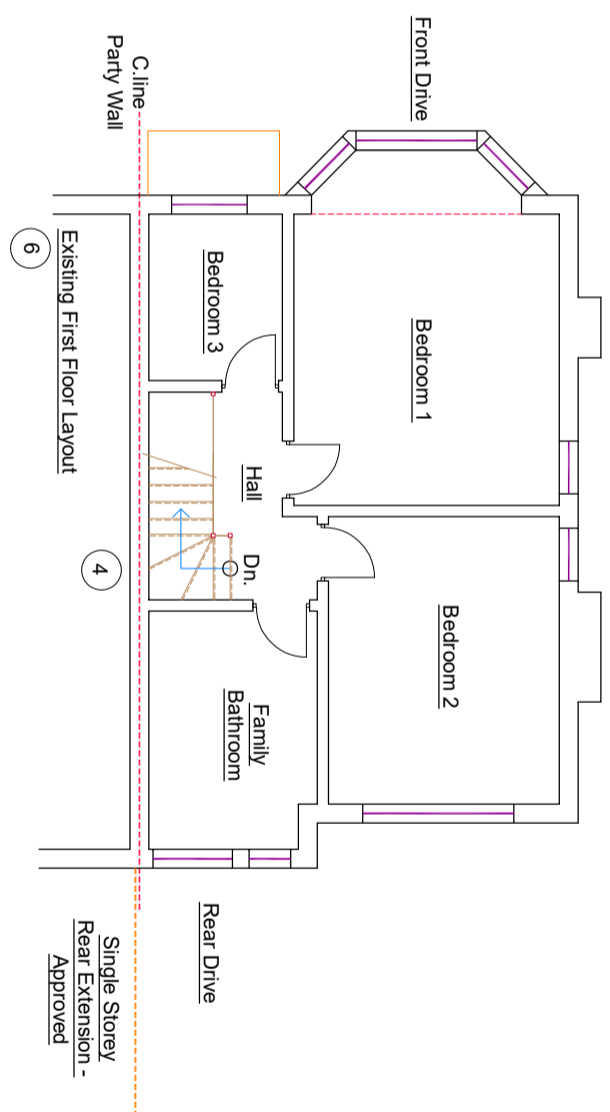 Front Drive
C.line
Party Wall
Bedroom 1
Bedroom 3
Existing First Floor Layout
6
Hall
Dn.
4
Bedroom 2
Family
Bathroom
Rear Drive
Single Storey
Rear Extension -
Approved